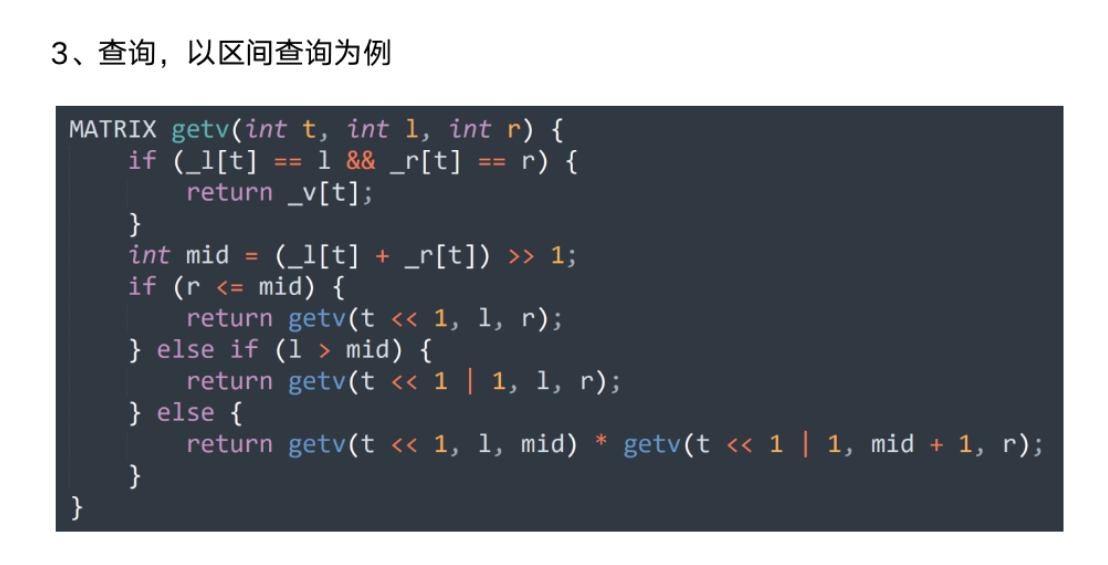 3、查询，以区间查询为例
MATRIX getv(int t, int l, int r) {
    if (_l[t] == l && _r[t] == r) {
        return _v[t];
    }
    int mid = (_l[t] + _r[t]) >> 1;
    if (r <= mid) {
        return getv(t << 1, l, r);
    } else if (l > mid) {
        return getv(t << 1 | 1, l, r);
    } else {
        return getv(t << 1, l, mid) * getv(t << 1 | 1, mid + 1, r);
    }
}